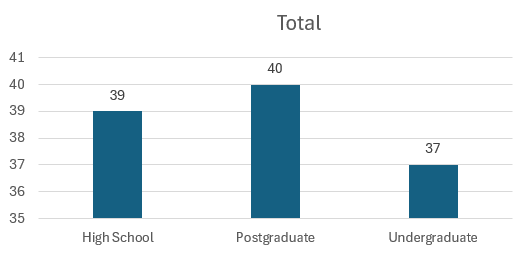 Total
41
40
39
38
37
36
35
39
40
37
High School
Postgraduate
Undergraduate